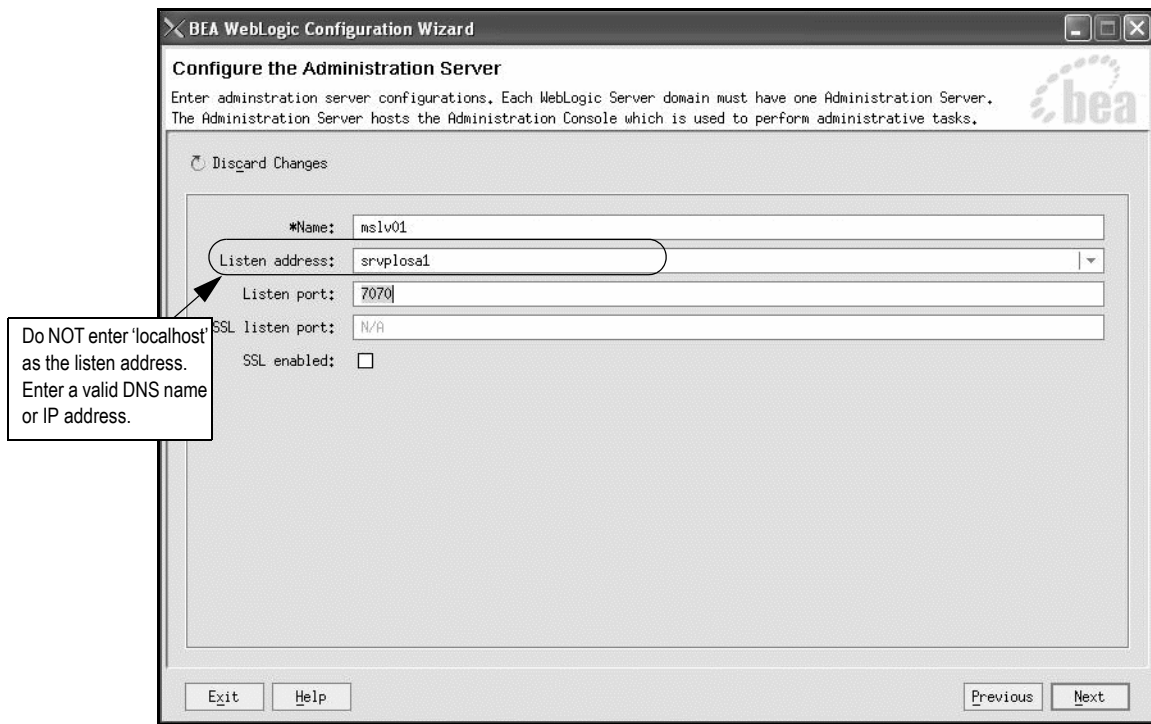 BEA WebLogic Configuration Wizard
Configure the Administration Server
Enter adminstration server configurations. Each WebLogic Server domain must have one Administration Server.
The Administration Server hosts the Administration Console which is used to perform administrative tasks.
bea
Discard Changes
*Name: mslv01
Listen address: srvplosa1
Listen port: 7070
SSL listen port: N/A
SSL enabled:
Do NOT enter ‘localhost’
as the listen address.
Enter a valid DNS name
or IP address.
Exit Help Previous Next